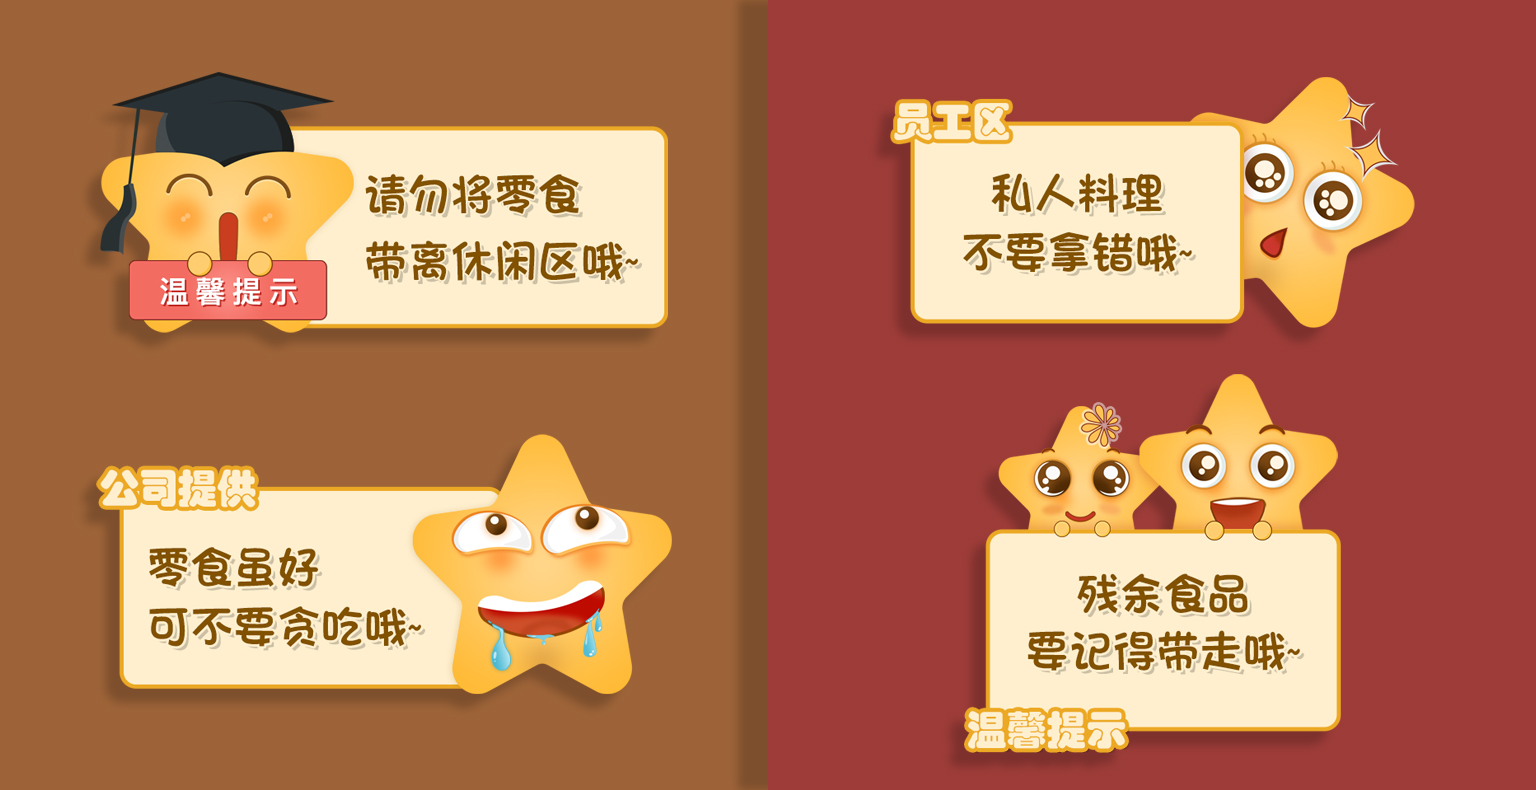 请勿将零食
带离休闲区哦~
温馨提示
公司提供
零食虽好
可不要贪吃哦~
员工区
私人料理
不要拿错哦~
残余食品
要记得带走哦~
温馨提示